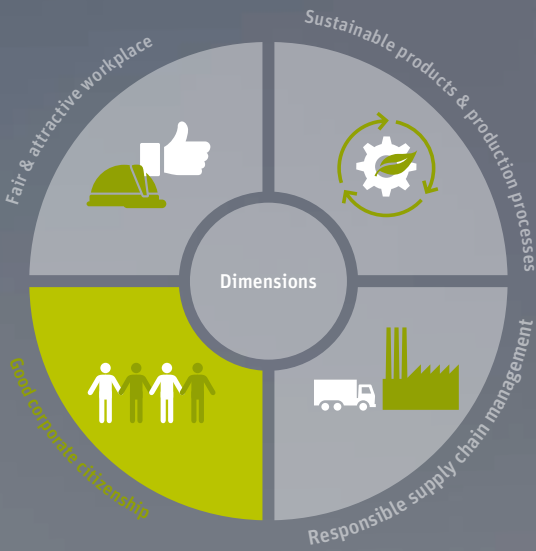 Fair & attractive workplace
Sustainable products & production processes
Dimensions
Good corporate citizenship
Responsible supply chain management